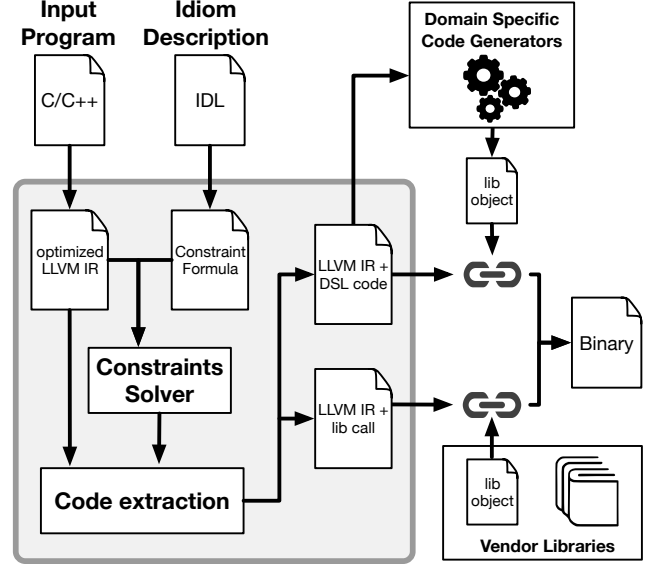 Input
Program
Idiom
Description
Domain Specific
Code Generators
C/C++
IDL
lib
object
optimized
LLVM IR
Constraint
Formula
LLVM IR +
DSL code
Constraints
Solver
Binary
LLVM IR +
lib call
Code extraction
lib
object
Vendor Libraries